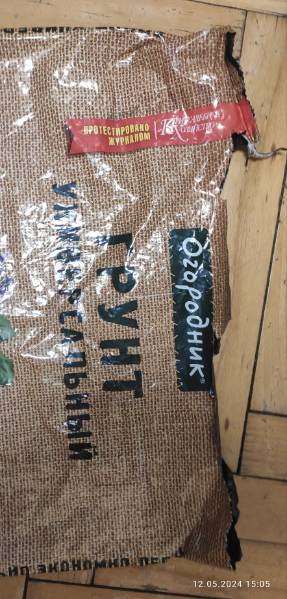 ПРОТЕСТИРОВАНО
ЖУРНАЛОМ
Огородник®
ГРУНТ
УНИВЕРСАЛЬНЫЙ
12.05.2024 15:05